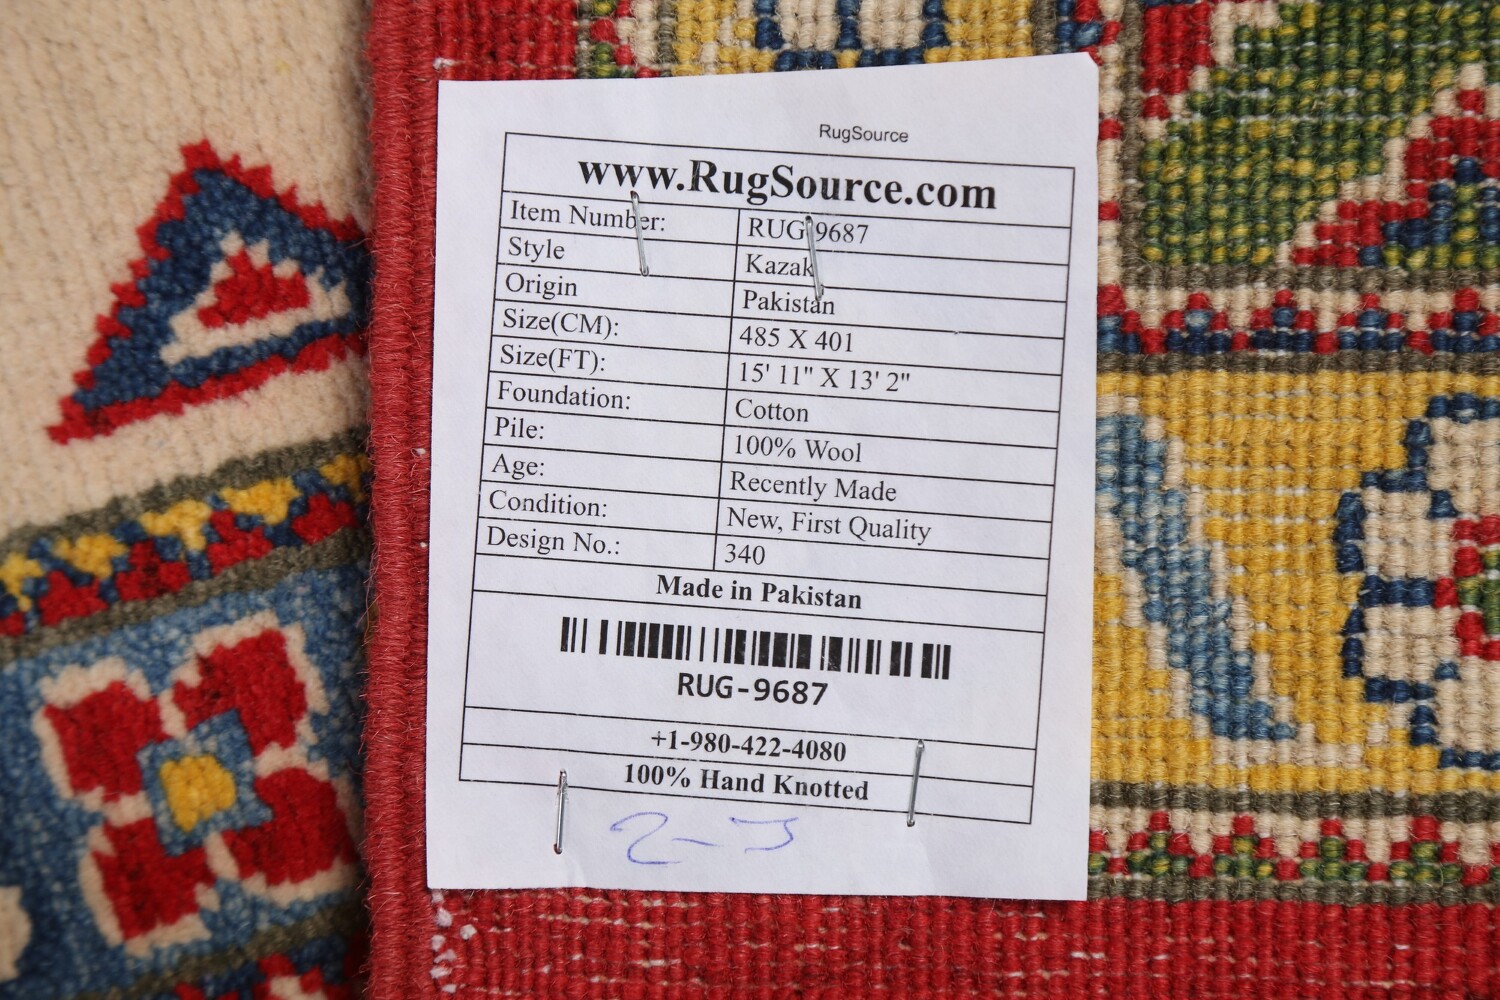 RugSource
www.RugSource.com
Item Number: RUG-9687
Style Kazak
Origin Pakistan
Size(CM): 485 X 401
Size(FT): 15' 11" X 13' 2"
Foundation: Cotton
Pile: 100% Wool
Age: Recently Made
Condition: New, First Quality
Design No.: 340
Made in Pakistan
RUG-9687
+1-980-422-4080
100% Hand Knotted